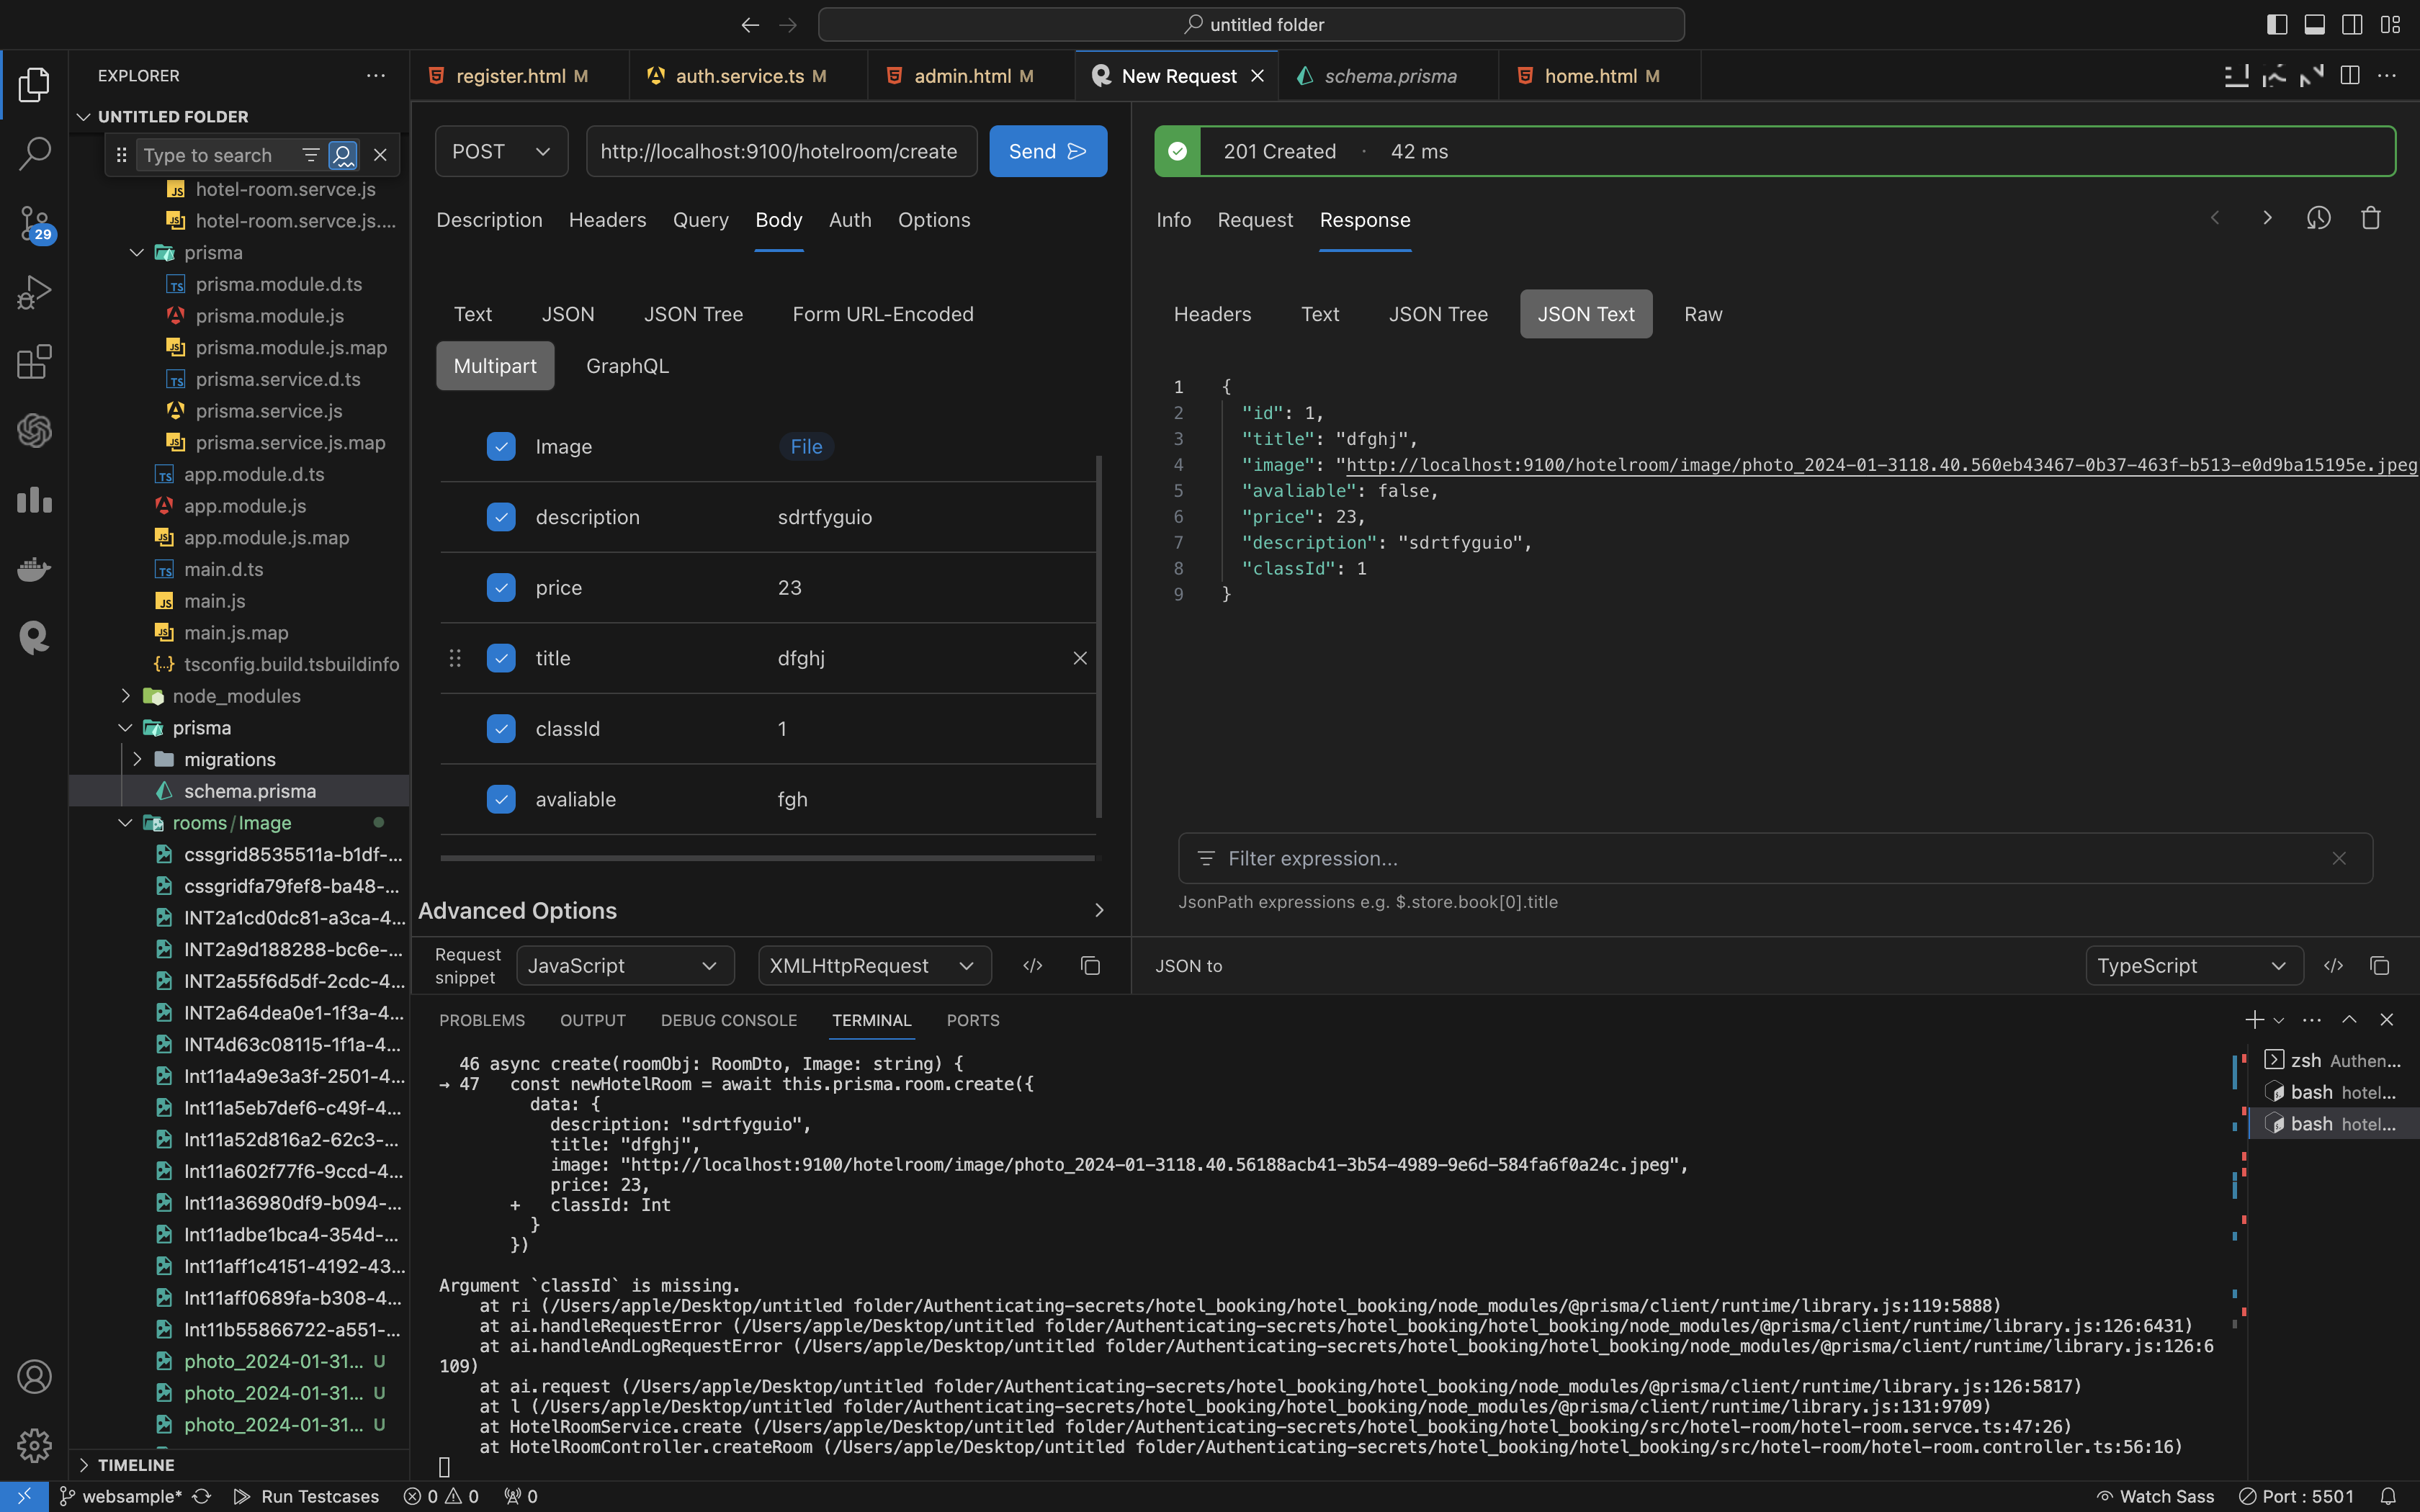 untitled folder
EXPLORER
UNTITLED FOLDER
Type to search
hotel-room.servce.js
hotel-room.servce.js....
prisma
prisma.module.d.ts
prisma.module.js
prisma.module.js.map
prisma.service.d.ts
prisma.service.js
prisma.service.js.map
app.module.d.ts
app.module.js
app.module.js.map
main.d.ts
main.js
main.js.map
tsconfig.build.tsbuildinfo
node_modules
prisma
migrations
schema.prisma
rooms/Image
cssgrid8535511a-b1df-...
cssgridfa79fef8-ba48-...
INT2a1cd0dc81-a3ca-4...
INT2a9d188288-bc6e-...
INT2a55f6d5df-2cdc-4...
INT2a64dea0e1-1f3a-4...
INT4d63c08115-1f1a-4...
Int11a4a9e3a3f-2501-4...
Int11a5eb7def6-c49f-4...
Int11a52d816a2-62c3-...
Int11a602f77f6-9ccd-4...
Int11a36980df9-b094-...
Int11adbe1bca4-354d-...
Int11aff1c4151-4192-43...
Int11aff0689fa-b308-4...
Int11b55866722-a551-...
photo_2024-01-31... U
photo_2024-01-31... U
photo_2024-01-31... U
TIMELINE
29
register.html M
auth.service.ts M
admin.html M
New Request
schema.prisma
home.html M
POST
http://localhost:9100/hotelroom/create
Send
Description Headers Query Body Auth Options
Text JSON JSON Tree Form URL-Encoded
Multipart GraphQL
Image File
description sdrtfyguio
price 23
title dfghj
classId 1
avaliable fgh
Advanced Options
Request snippet
JavaScript
XMLHttpRequest
201 Created · 42 ms
Info Request Response
Headers Text JSON Tree JSON Text Raw
1 {
2 "id": 1,
3 "title": "dfghj",
4 "image": "http://localhost:9100/hotelroom/image/photo_2024-01-3118.40.560eb43467-0b37-463f-b513-e0d9ba15195e.jpeg
5 "avaliable": false,
6 "price": 23,
7 "description": "sdrtfyguio",
8 "classId": 1
9 }
Filter expression...
JsonPath expressions e.g. $.store.book[0].title
JSON to
TypeScript
PROBLEMS OUTPUT DEBUG CONSOLE TERMINAL PORTS
46 async create(roomObj: RoomDto, Image: string) {
→ 47 const newHotelRoom = await this.prisma.room.create({
data: {
description: "sdrtfyguio",
title: "dfghj",
image: "http://localhost:9100/hotelroom/image/photo_2024-01-3118.40.56188acb41-3b54-4989-9e6d-584fa6f0a24c.jpeg",
price: 23,
+ classId: Int
}
})
Argument `classId` is missing.
at ri (/Users/apple/Desktop/untitled folder/Authenticating-secrets/hotel_booking/hotel_booking/node_modules/@prisma/client/runtime/library.js:119:5888)
at ai.handleRequestError (/Users/apple/Desktop/untitled folder/Authenticating-secrets/hotel_booking/hotel_booking/node_modules/@prisma/client/runtime/library.js:126:6431)
at ai.handleAndLogRequestError (/Users/apple/Desktop/untitled folder/Authenticating-secrets/hotel_booking/hotel_booking/node_modules/@prisma/client/runtime/library.js:126:6
109)
at ai.request (/Users/apple/Desktop/untitled folder/Authenticating-secrets/hotel_booking/hotel_booking/node_modules/@prisma/client/runtime/library.js:126:5817)
at l (/Users/apple/Desktop/untitled folder/Authenticating-secrets/hotel_booking/hotel_booking/node_modules/@prisma/client/runtime/library.js:131:9709)
at HotelRoomService.create (/Users/apple/Desktop/untitled folder/Authenticating-secrets/hotel_booking/hotel_booking/src/hotel-room/hotel-room.servce.ts:47:26)
at HotelRoomController.createRoom (/Users/apple/Desktop/untitled folder/Authenticating-secrets/hotel_booking/hotel_booking/src/hotel-room/hotel-room.controller.ts:56:16)
zsh Authen...
bash hotel...
bash hotel...
websample*
Run Testcases
0 0
0
Watch Sass
Port : 5501